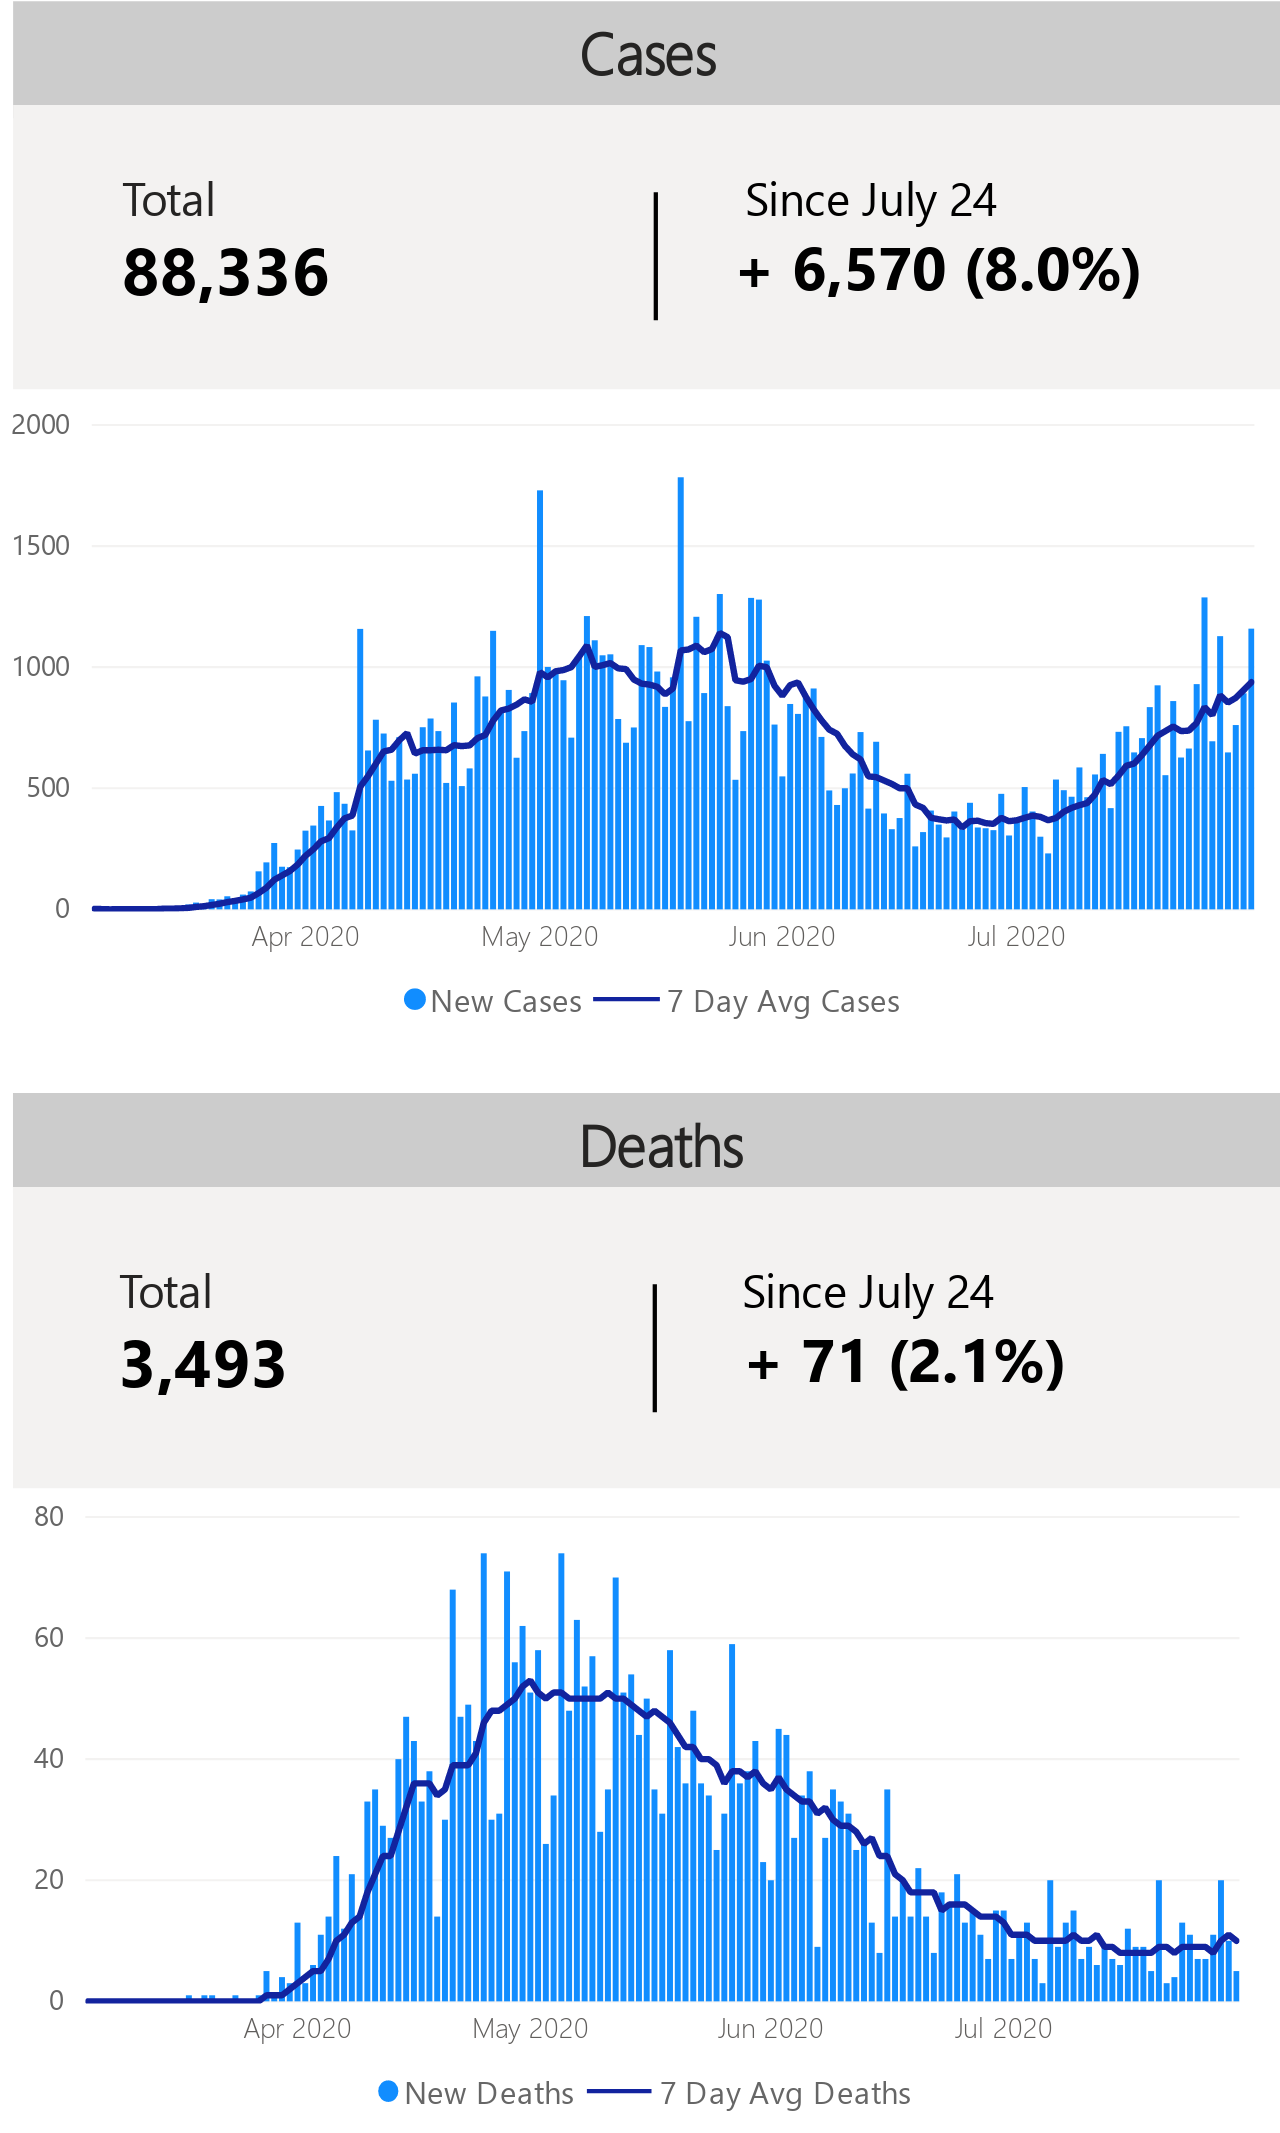 Cases
Total
Since July 24
88,336
+ 6,570 (8.0%)
2000
1500
1000
500
0
Apr 2020 May 2020 Jun 2020 Jul 2020
New Cases 7 Day Avg Cases
Deaths
Total
Since July 24
3,493
+ 71 (2.1%)
80
60
40
20
0
Apr 2020 May 2020 Jun 2020 Jul 2020
New Deaths 7 Day Avg Deaths